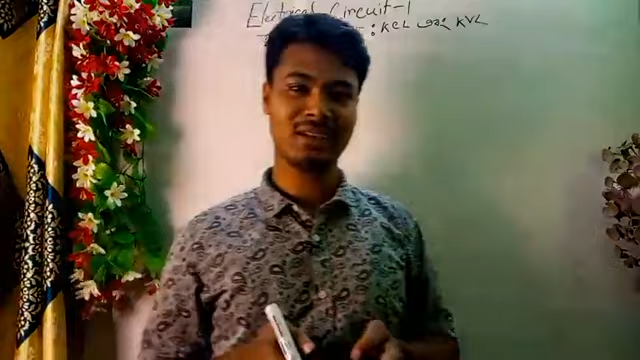 Electrical Circuit-1
: KCL এবং KVL